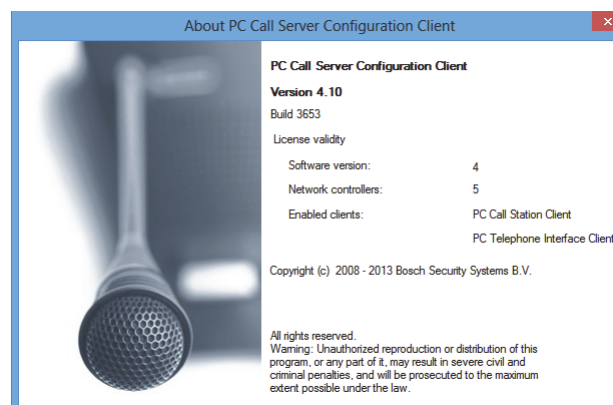 About PC Call Server Configuration Client
PC Call Server Configuration Client
Version 4.10
Build 3653
License validity
Software version: 4
Network controllers: 5
Enabled clients: PC Call Station Client
PC Telephone Interface Client
Copyright (c) 2008 - 2013 Bosch Security Systems B.V.
All rights reserved.
Warning: Unauthorized reproduction or distribution of this
program, or any part of it, may result in severe civil and
criminal penalties, and will be prosecuted to the maximum
extent possible under the law.